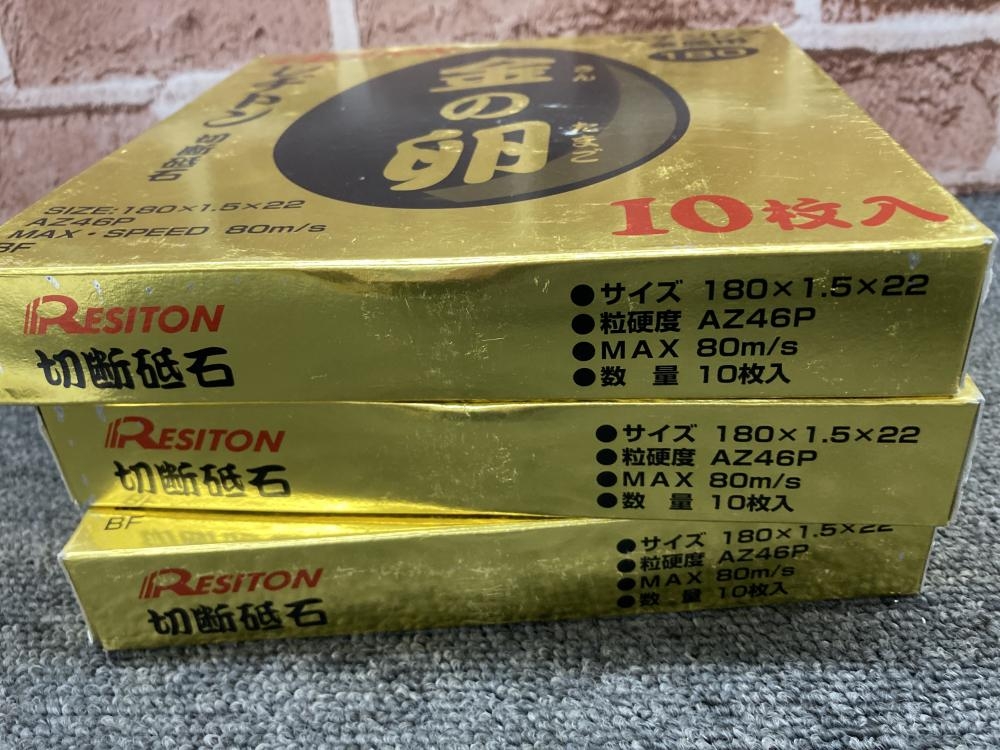 金の卵
きん
たまご
レヂトン
切断砥石
180
SIZE:180×1.5×22
AZ46P
MAX・SPEED 80m/s
BF
10枚入
RESITON
切断砥石
●サイズ 180×1.5×22
●粒硬度 AZ46P
●MAX 80m/s
●数 量 10枚入
RESITON
切断砥石
●サイズ 180×1.5×22
●粒硬度 AZ46P
●MAX 80m/s
●数 量 10枚入
BF
RESITON
切断砥石
●サイズ 180×1.5×22
●粒硬度 AZ46P
●MAX 80m/s
●数 量 10枚入